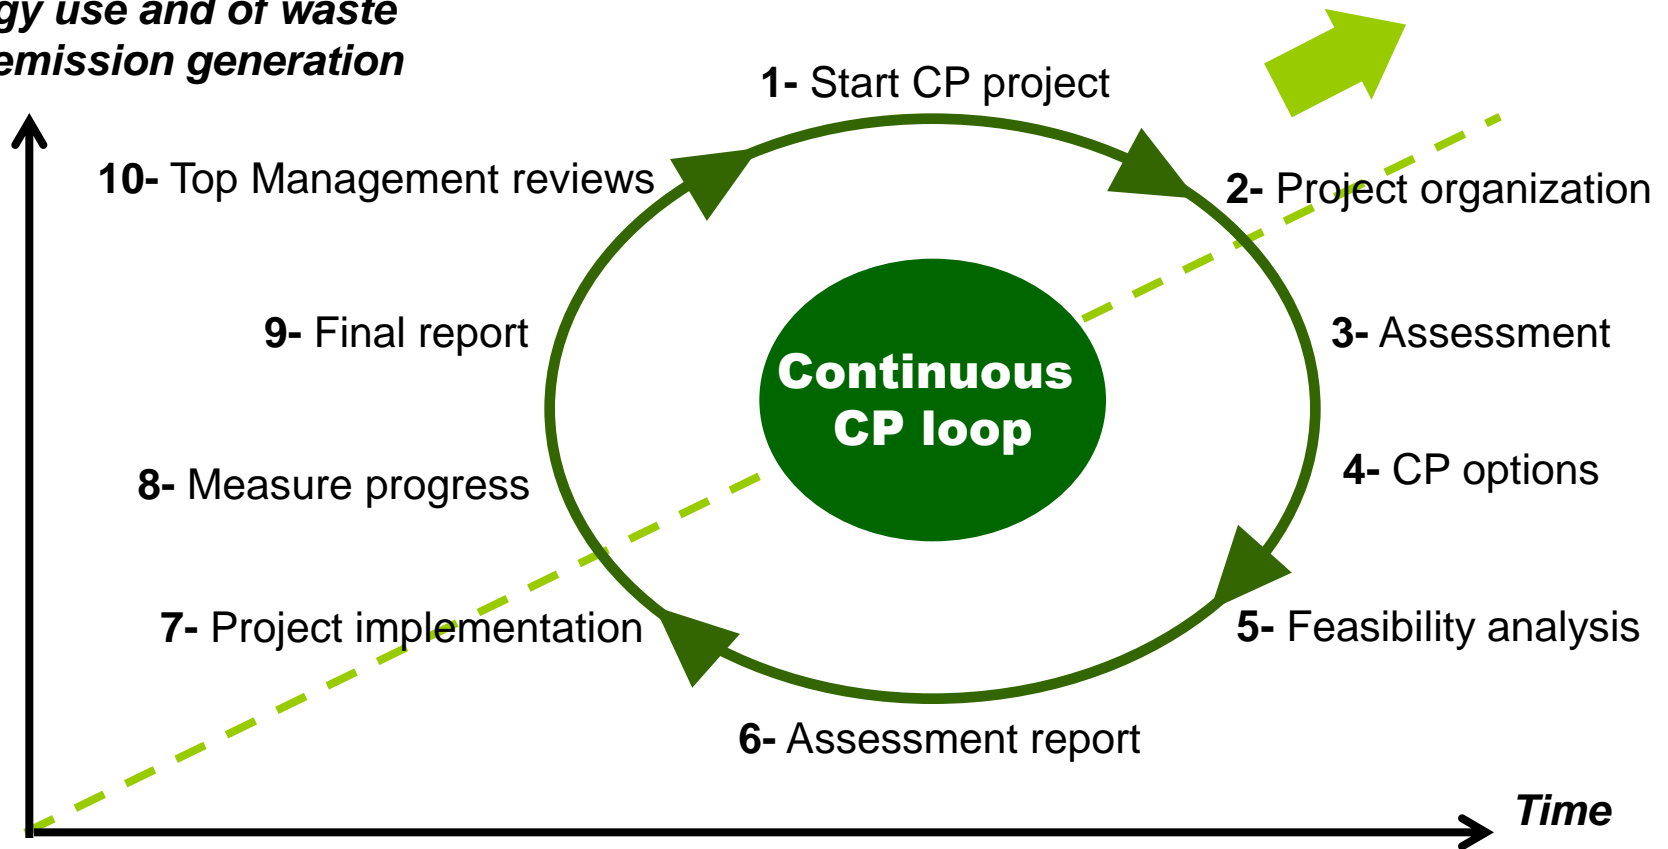 use and of waste
emission generation
1- Start CP project
10- Top Management reviews
2- Project organization
9- Final report
3- Assessment
Continuous
CP loop
8- Measure progress
4- CP options
7- Project implementation
5- Feasibility analysis
6- Assessment report
Time